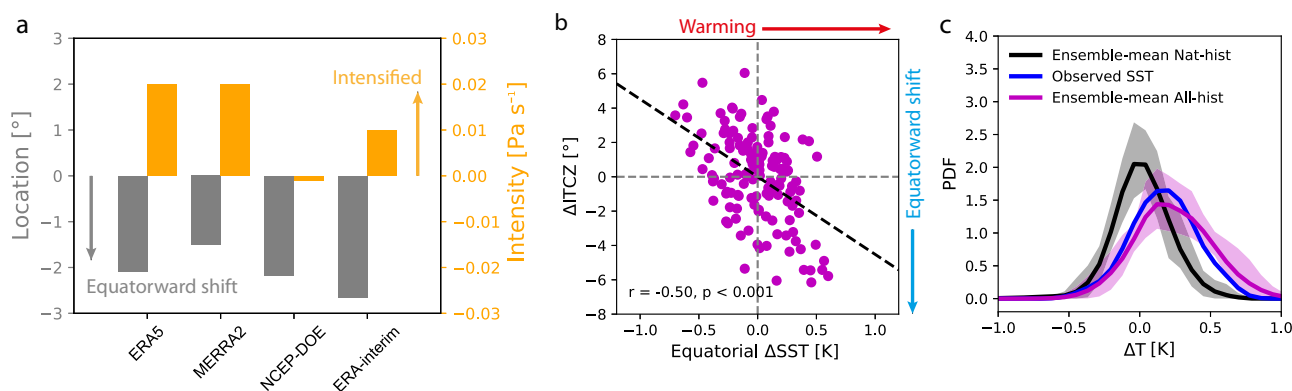 a
Location [°]
3
2
1
0
−1
−2
−3
Equatorward shift
Intensified
0.03
0.02
0.01
0.00
−0.01
−0.02
−0.03
Intensity [Pa s⁻¹]
ERA5
MERRA2
NCEP-DOE
ERA-interim
b
Warming
ΔITCZ [°]
8
6
4
2
0
−2
−4
−6
−8
r = -0.50, p < 0.001
−1.0
−0.5
0.0
0.5
1.0
Equatorial ΔSST [K]
Equatorward shift
c
PDF
4.0
3.5
3.0
2.5
2.0
1.5
1.0
0.5
0.0
Ensemble-mean Nat-hist
Observed SST
Ensemble-mean All-hist
−1.0
−0.5
0.0
0.5
1.0
ΔT [K]